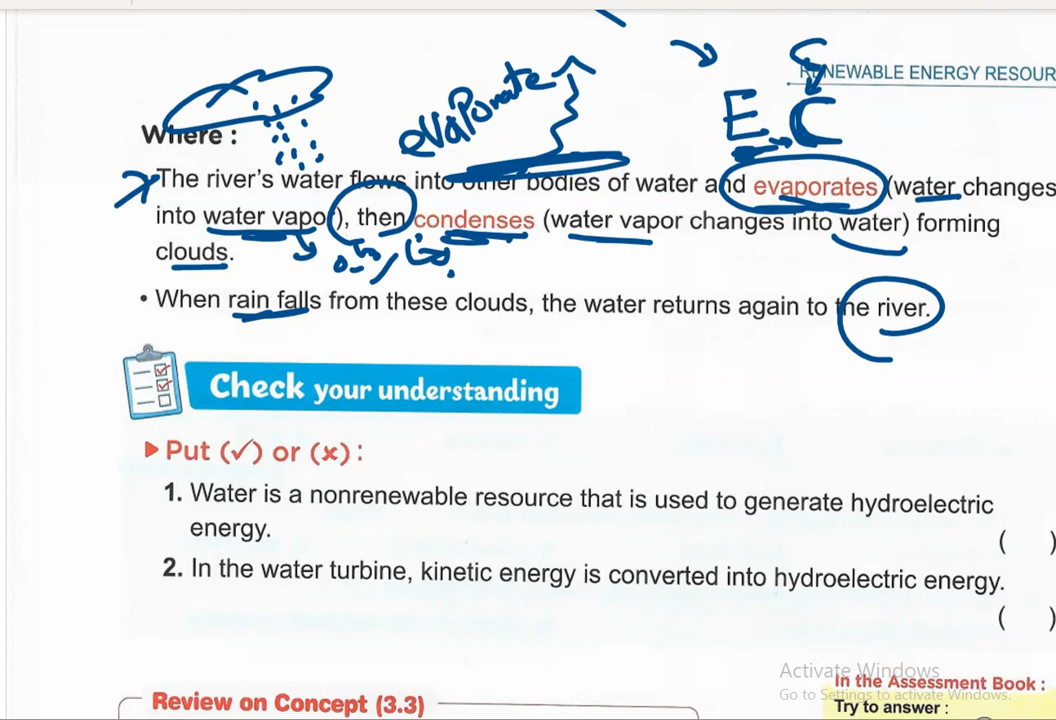 RENEWABLE ENERGY RESOUR
evaporate
E C
Where :
The river's water flows into other bodies of water and evaporates (water changes
into water vapor), then condenses (water vapor changes into water) forming
clouds.
• When rain falls from these clouds, the water returns again to the river.
Check your understanding
Put (✓) or (x) :
1. Water is a nonrenewable resource that is used to generate hydroelectric
energy. ( )
2. In the water turbine, kinetic energy is converted into hydroelectric energy.
( )
Activate Windows
Go to Settings to activate Windows.
In the Assessment Book :
Try to answer :
Review on Concept (3.3)